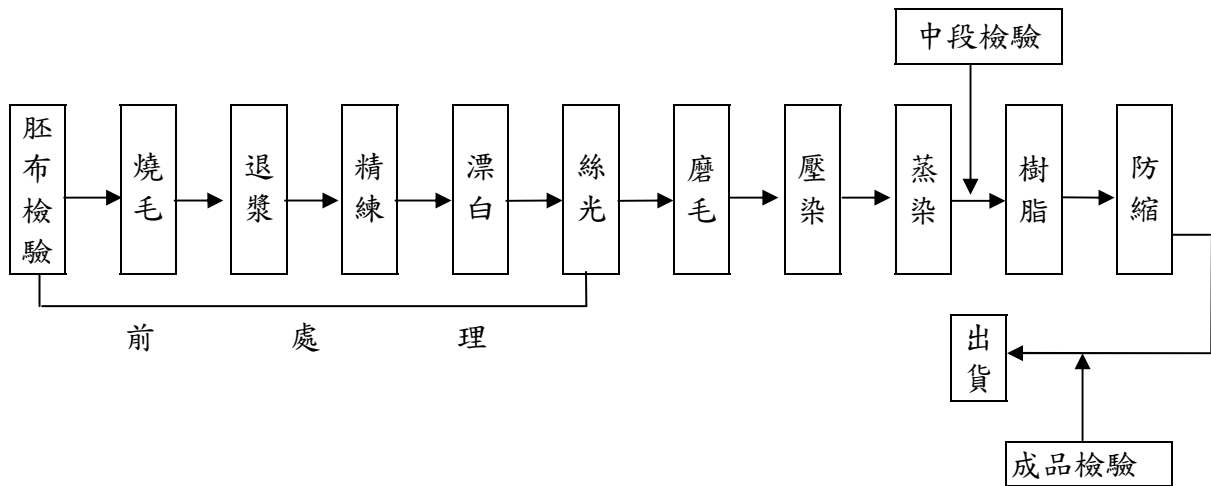 中段檢驗
胚布檢驗
燒毛
退漿
精練
漂白
絲光
磨毛
壓染
蒸染
樹脂
防縮
前處理
出貨
成品檢驗